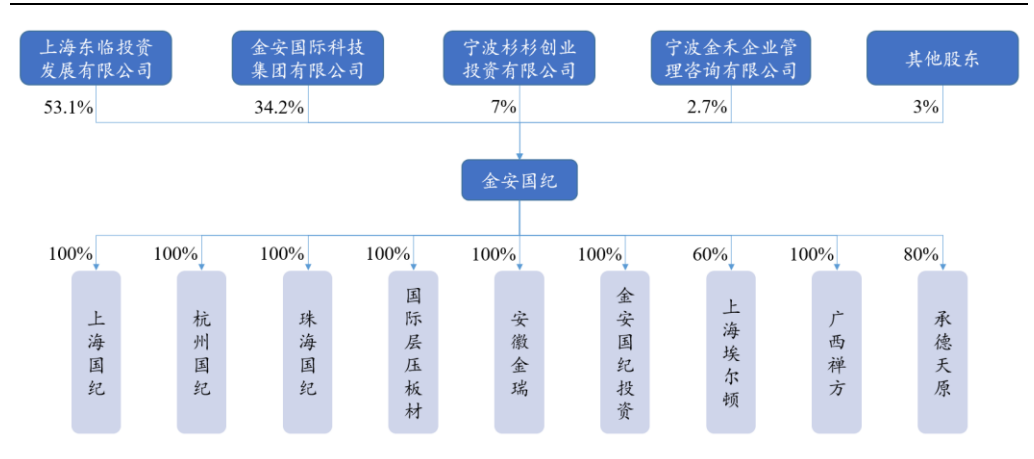 上海东临投资
发展有限公司
金安国际科技
集团有限公司
宁波杉杉创业
投资有限公司
宁波金禾企业管
理咨询有限公司
其他股东
53.1%
34.2%
7%
2.7%
3%
金安国纪
100%
100%
100%
100%
100%
100%
60%
100%
80%
上海国纪
杭州国纪
珠海国纪
国际层压板材
安徽金瑞
金安国纪投资
上海埃尔顿
广西禅方
承德天原